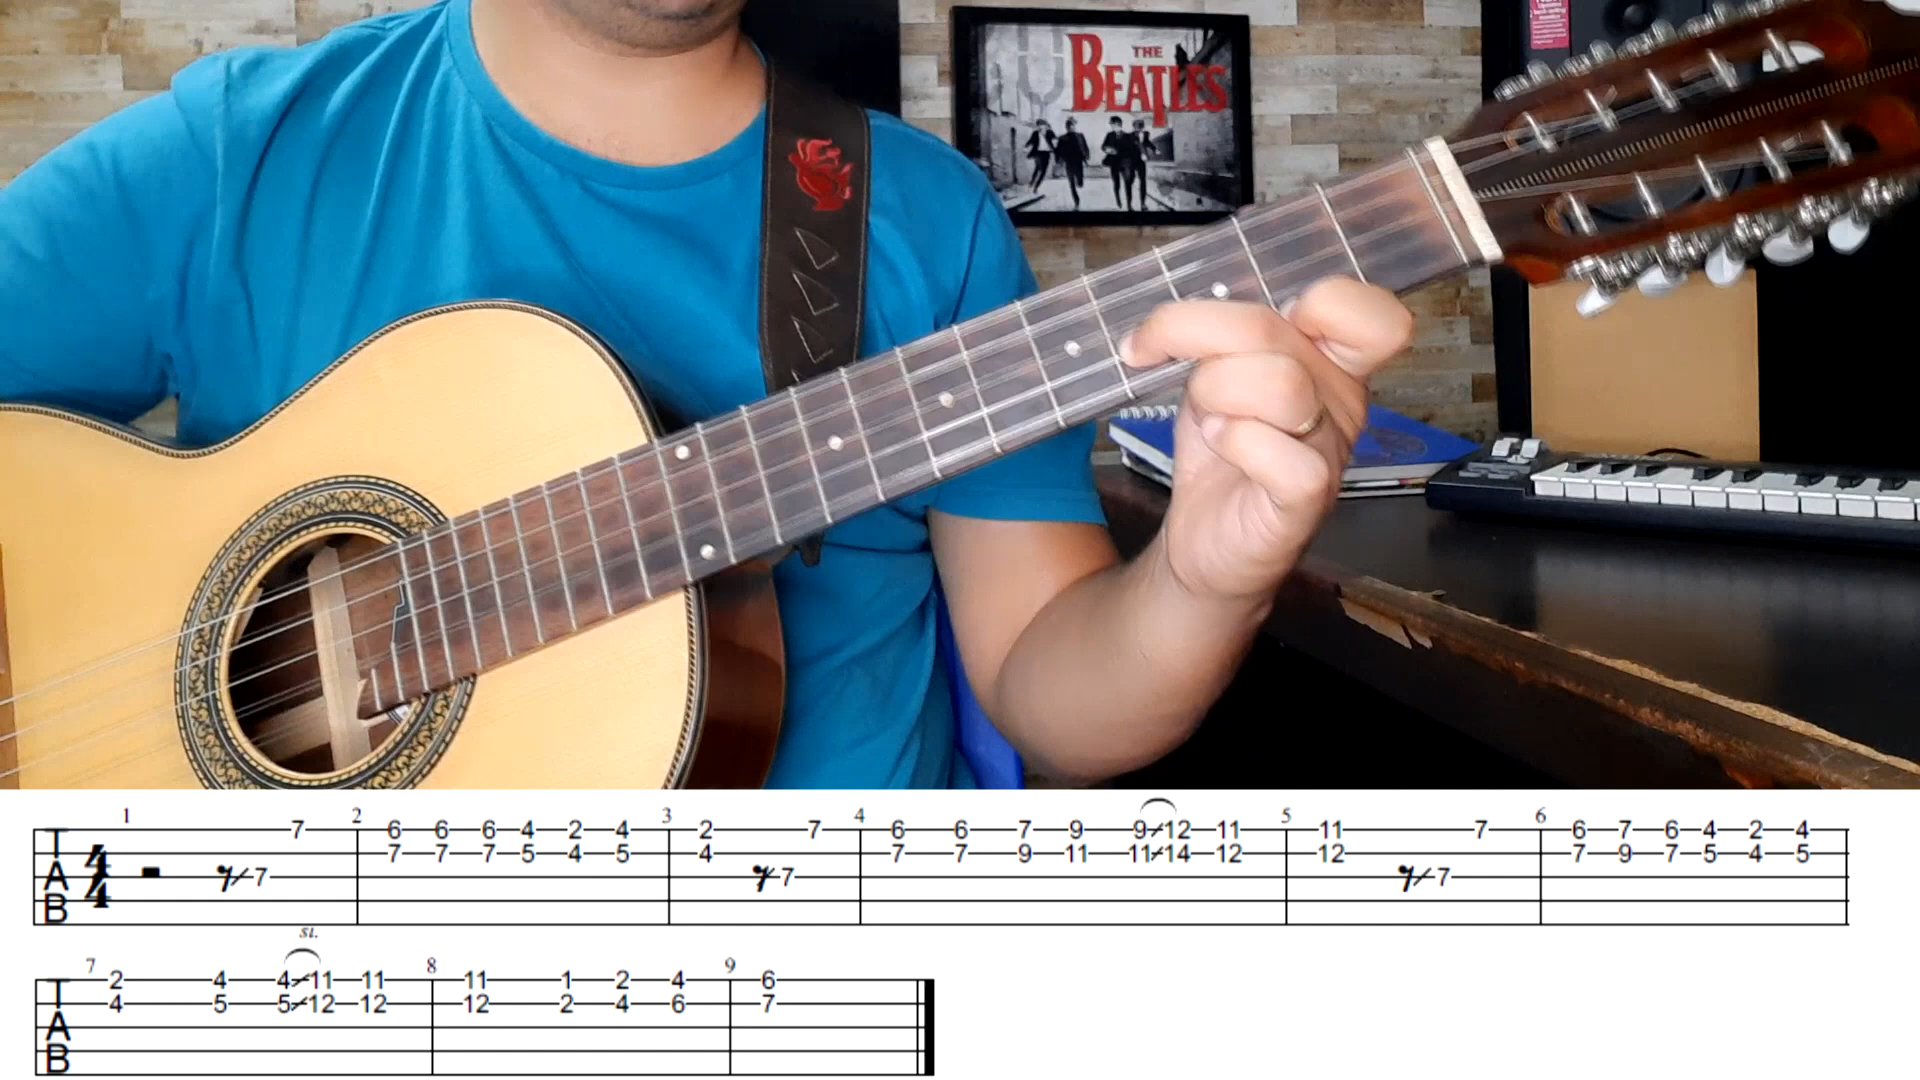 THE
BEATLES
1 2 3 4 5 6
7 6 6 6 4 2 4 2 7 6 6 7 9 9 12 11 11 7 6 7 6 4 2 4
T 4 7 7 7 5 4 5 4 7 7 9 11 11 14 12 12 7 9 7 5 4 5
A 4 7 7 7
B
sl.
7 8 9
2 4 4 11 11 11 1 2 4 6
T 4 5 5 12 12 12 2 4 6 7
A
B